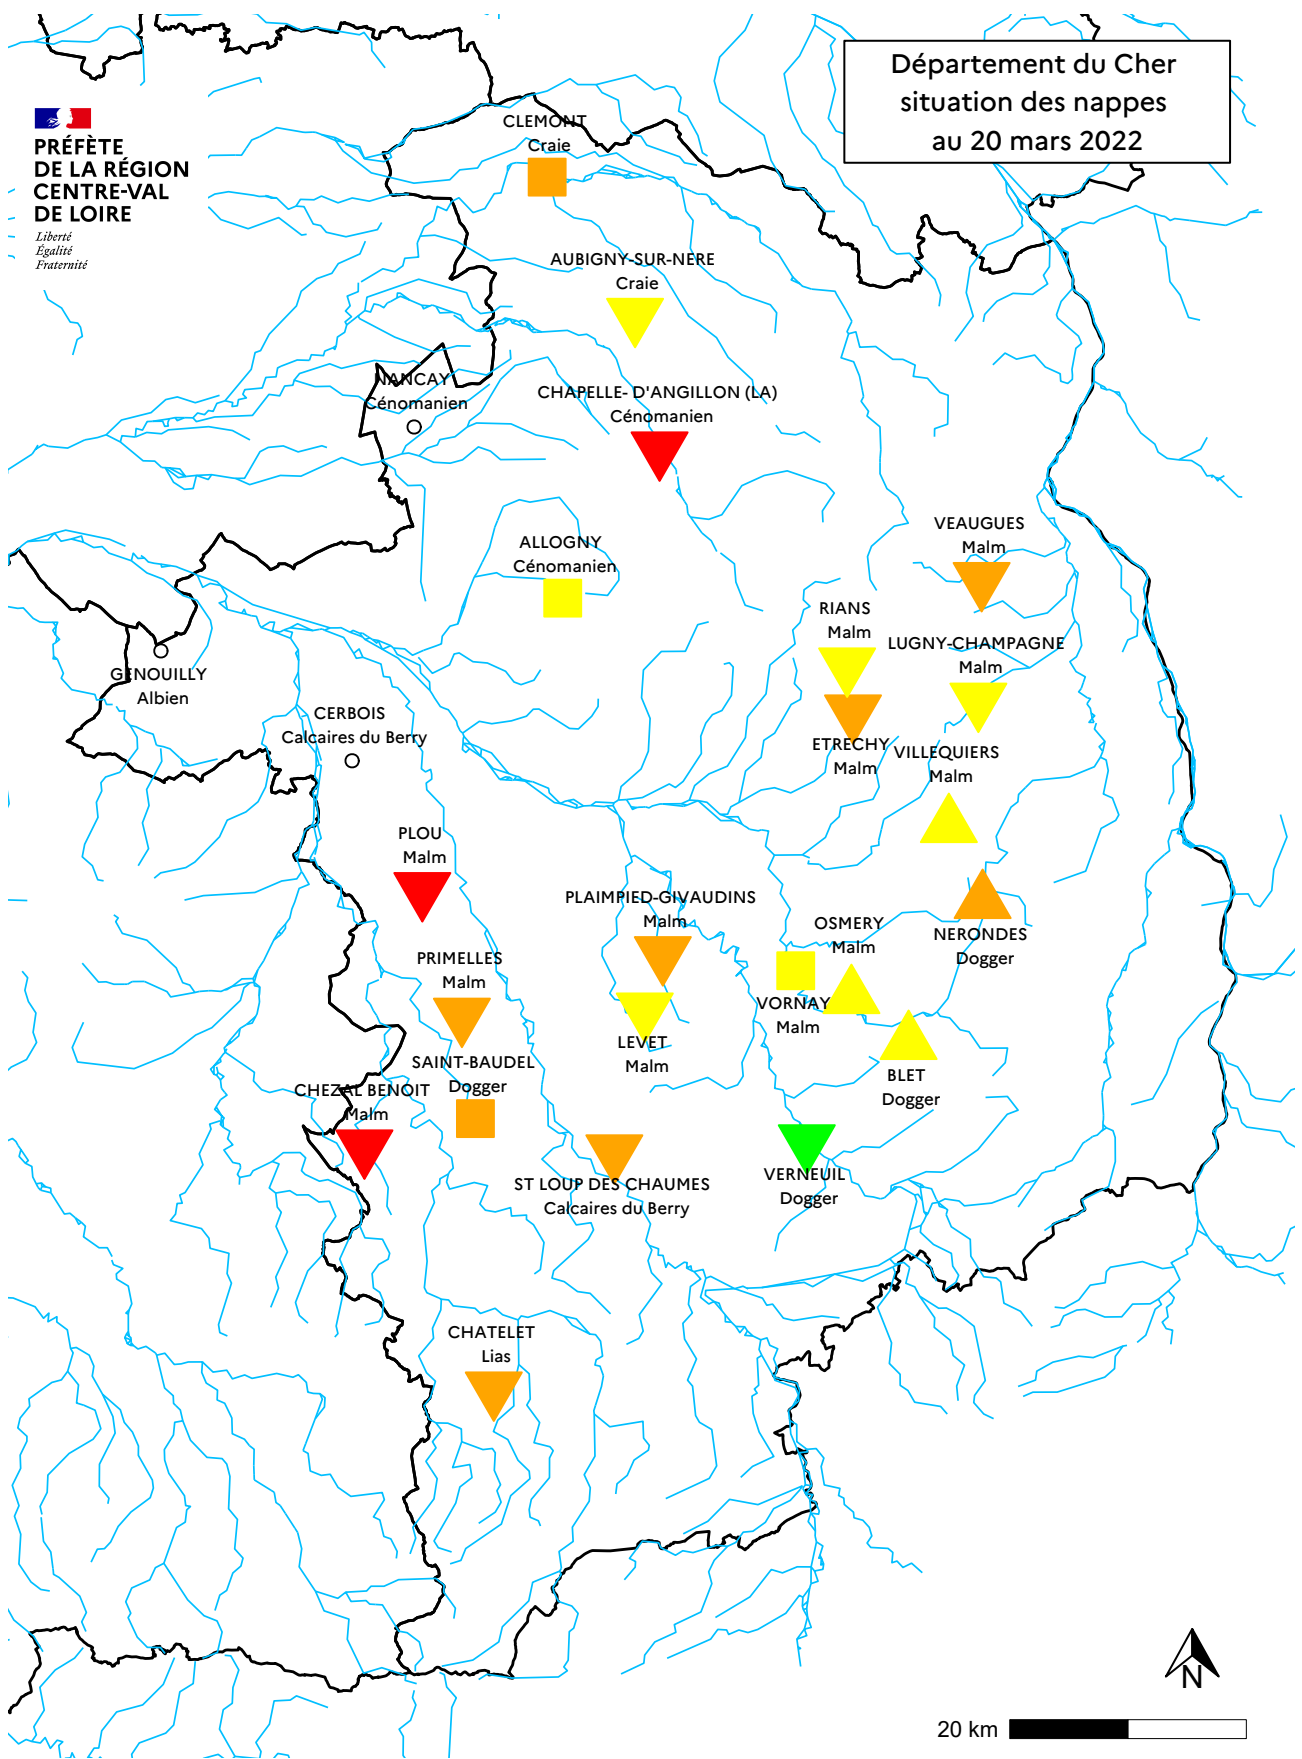 Département du Cher
situation des nappes
au 20 mars 2022
PRÉFÈTE
DE LA RÉGION
CENTRE-VAL
DE LOIRE
Liberté
Égalité
Fraternité
CLEMONT
Craie
AUBIGNY-SUR-NERE
Craie
NANCAY
Cénomanien
CHAPELLE- D'ANGILLON (LA)
Cénomanien
VEAUGUES
Malm
ALLOGNY
Cénomanien
RIANS
Malm
LUGNY-CHAMPAGNE
Malm
GENOUILLY
Albien
CERBOIS
Calcaires du Berry
ETRECHY
Malm
VILLEQUIERS
Malm
PLOU
Malm
PLAIMPIED-GIVAUDINS
Malm
OSMERY
Malm
NERONDES
Dogger
PRIMELLES
Malm
VORNAY
Malm
LEVET
Malm
SAINT-BAUDEL
Dogger
BLET
Dogger
CHEZAL BENOIT
Malm
ST LOUP DES CHAUMES
Calcaires du Berry
VERNEUIL
Dogger
CHATELET
Lias
N
20 km